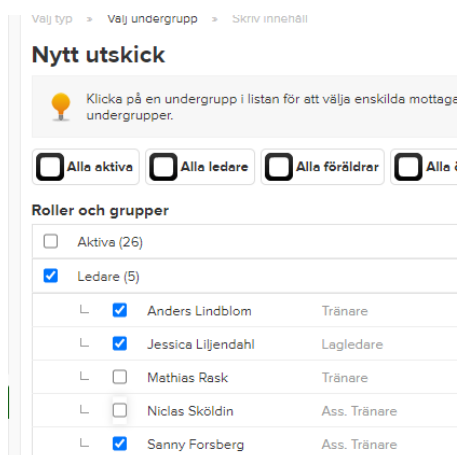 Välj typ » Välj undergrupp » Skriv innehåll
Nytt utskick
Klicka på en undergrupp i listan för att välja enskilda
undergrupper.
Alla aktiva Alla ledare Alla föräldrar Alla
Roller och grupper
Aktiva (26)
Ledare (5)
Anders Lindblom Tränare
Jessica Liljendahl Lagledare
Mathias Rask Tränare
Niclas Sköldin Ass. Tränare
Sanny Forsberg Ass. Tränare